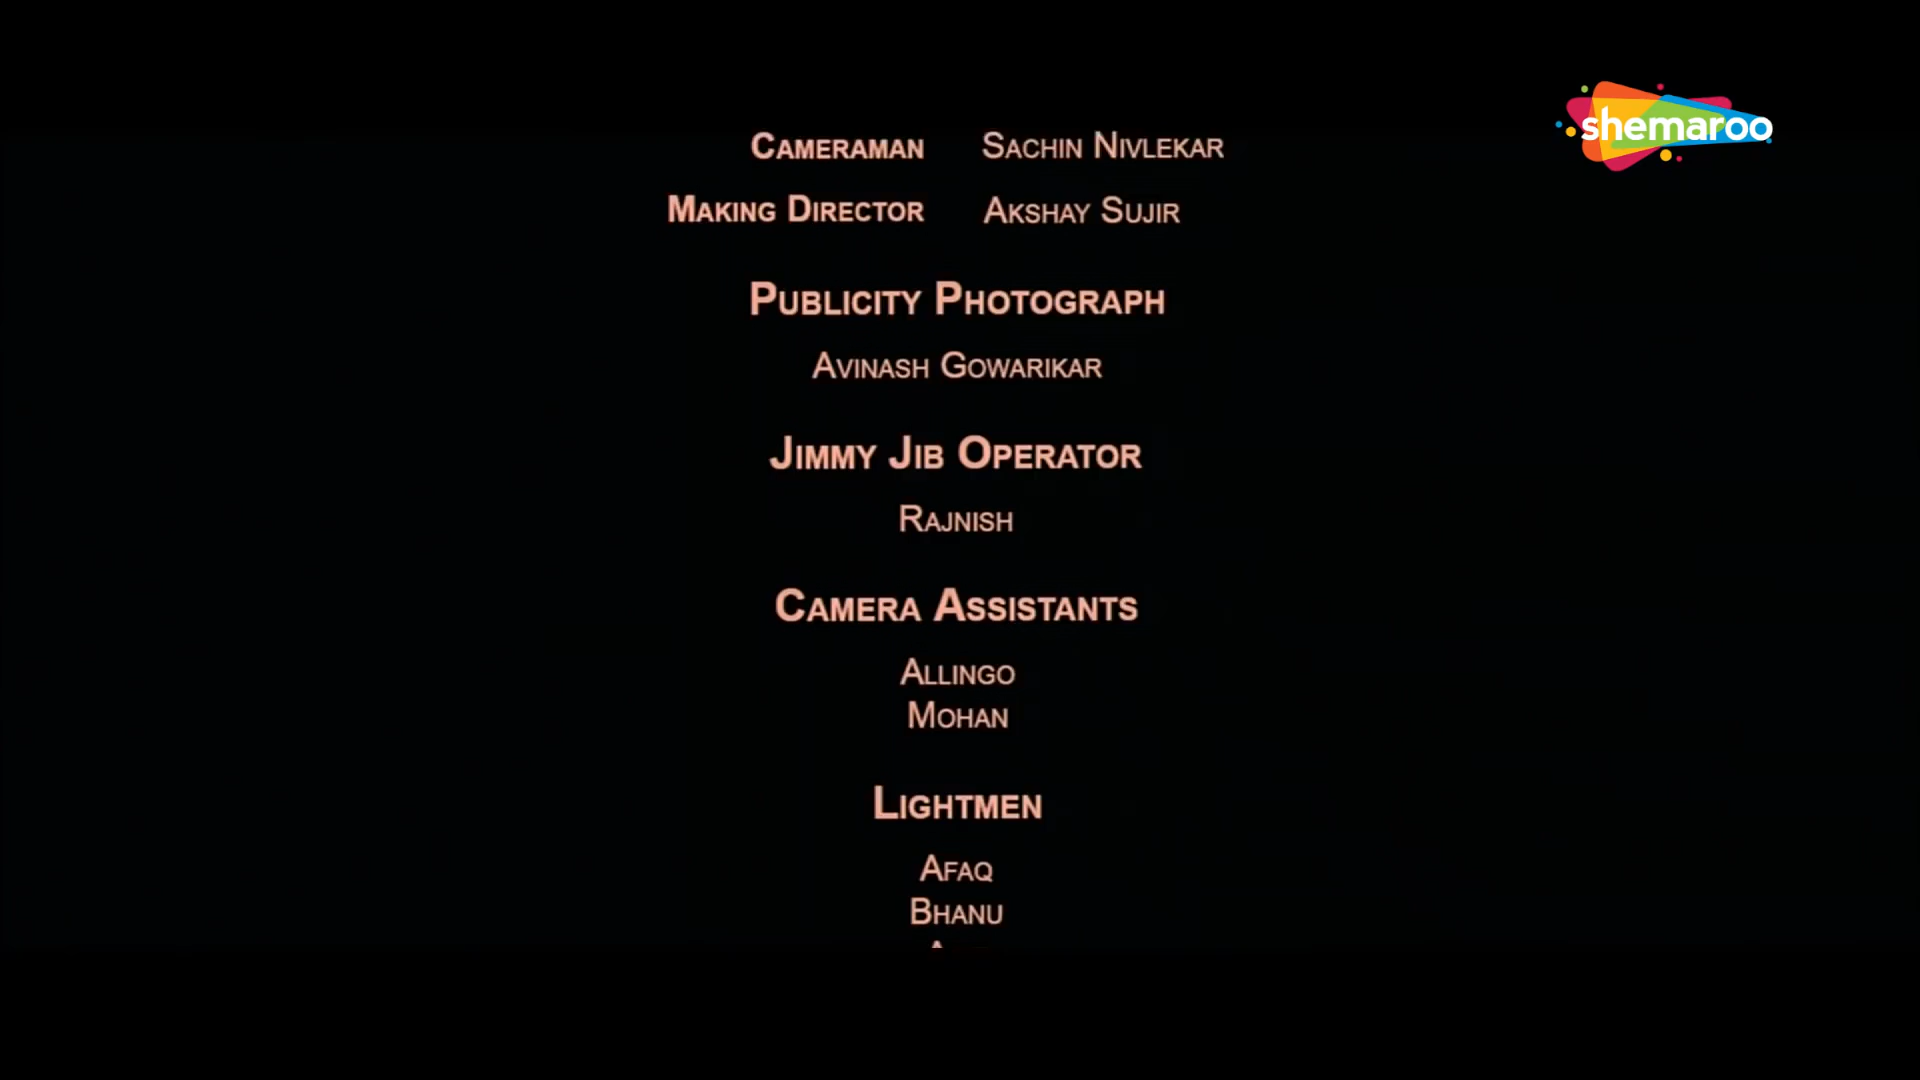 Cameraman Sachin Nivlekar
shemaroo
Making Director Akshay Sujir
Publicity Photograph
Avinash Gowarikar
Jimmy Jib Operator
Rajnish
Camera Assistants
Allingo
Mohan
Lightmen
Afaq
Bhanu